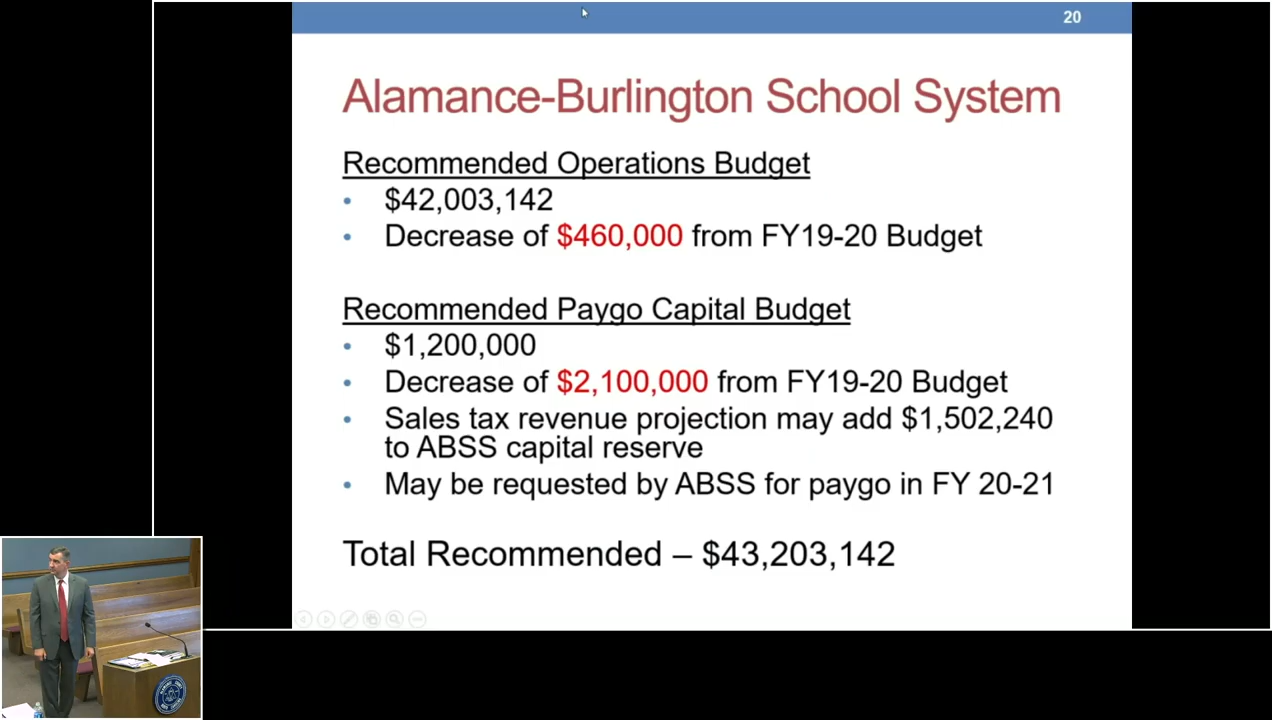 20
Alamance-Burlington School System
Recommended Operations Budget
• $42,003,142
• Decrease of $460,000 from FY19-20 Budget
Recommended Paygo Capital Budget
• $1,200,000
• Decrease of $2,100,000 from FY19-20 Budget
• Sales tax revenue projection may add $1,502,240
to ABSS capital reserve
• May be requested by ABSS for paygo in FY 20-21
Total Recommended – $43,203,142